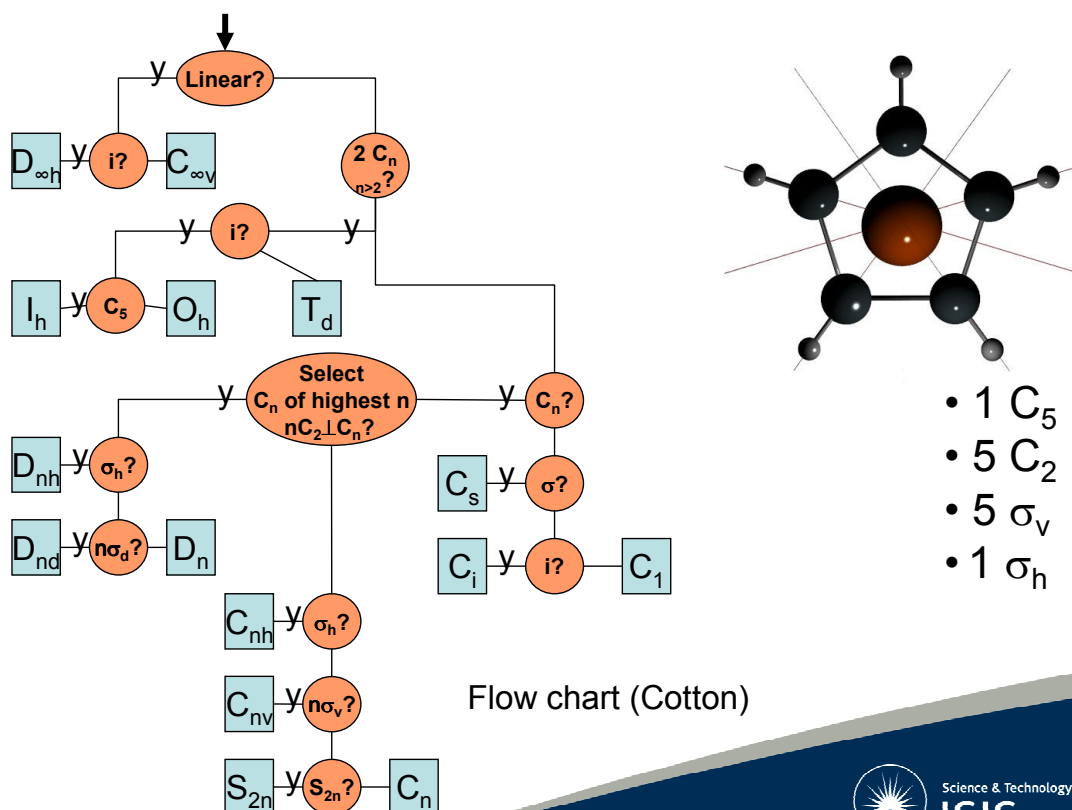 y
Linear?
D∞h
y
i?
C∞v
2 Cn
n>2?
y
i?
y
Ih
y
C5
Oh
Td
y
Select
Cn of highest n
nC2⊥Cn?
y
Cn?
Dnh
y
σh?
Cs
y
σ?
Dnd
y
nσd?
Dn
Ci
y
i?
C1
Cnh
y
σh?
Cnv
y
nσv?
S2n
y
S2n?
Cn
Flow chart (Cotton)
• 1 C5
• 5 C2
• 5 σv
• 1 σh
Science & Technology